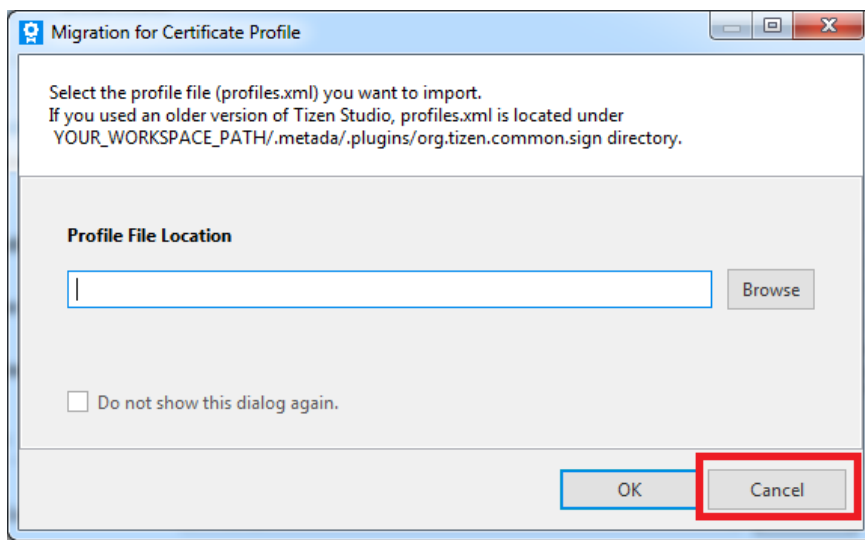 Migration for Certificate Profile
Select the profile file (profiles.xml) you want to import.
If you used an older version of Tizen Studio, profiles.xml is located under
YOUR_WORKSPACE_PATH/.metada/.plugins/org.tizen.common.sign directory.
Profile File Location
Browse
Do not show this dialog again.
OK Cancel